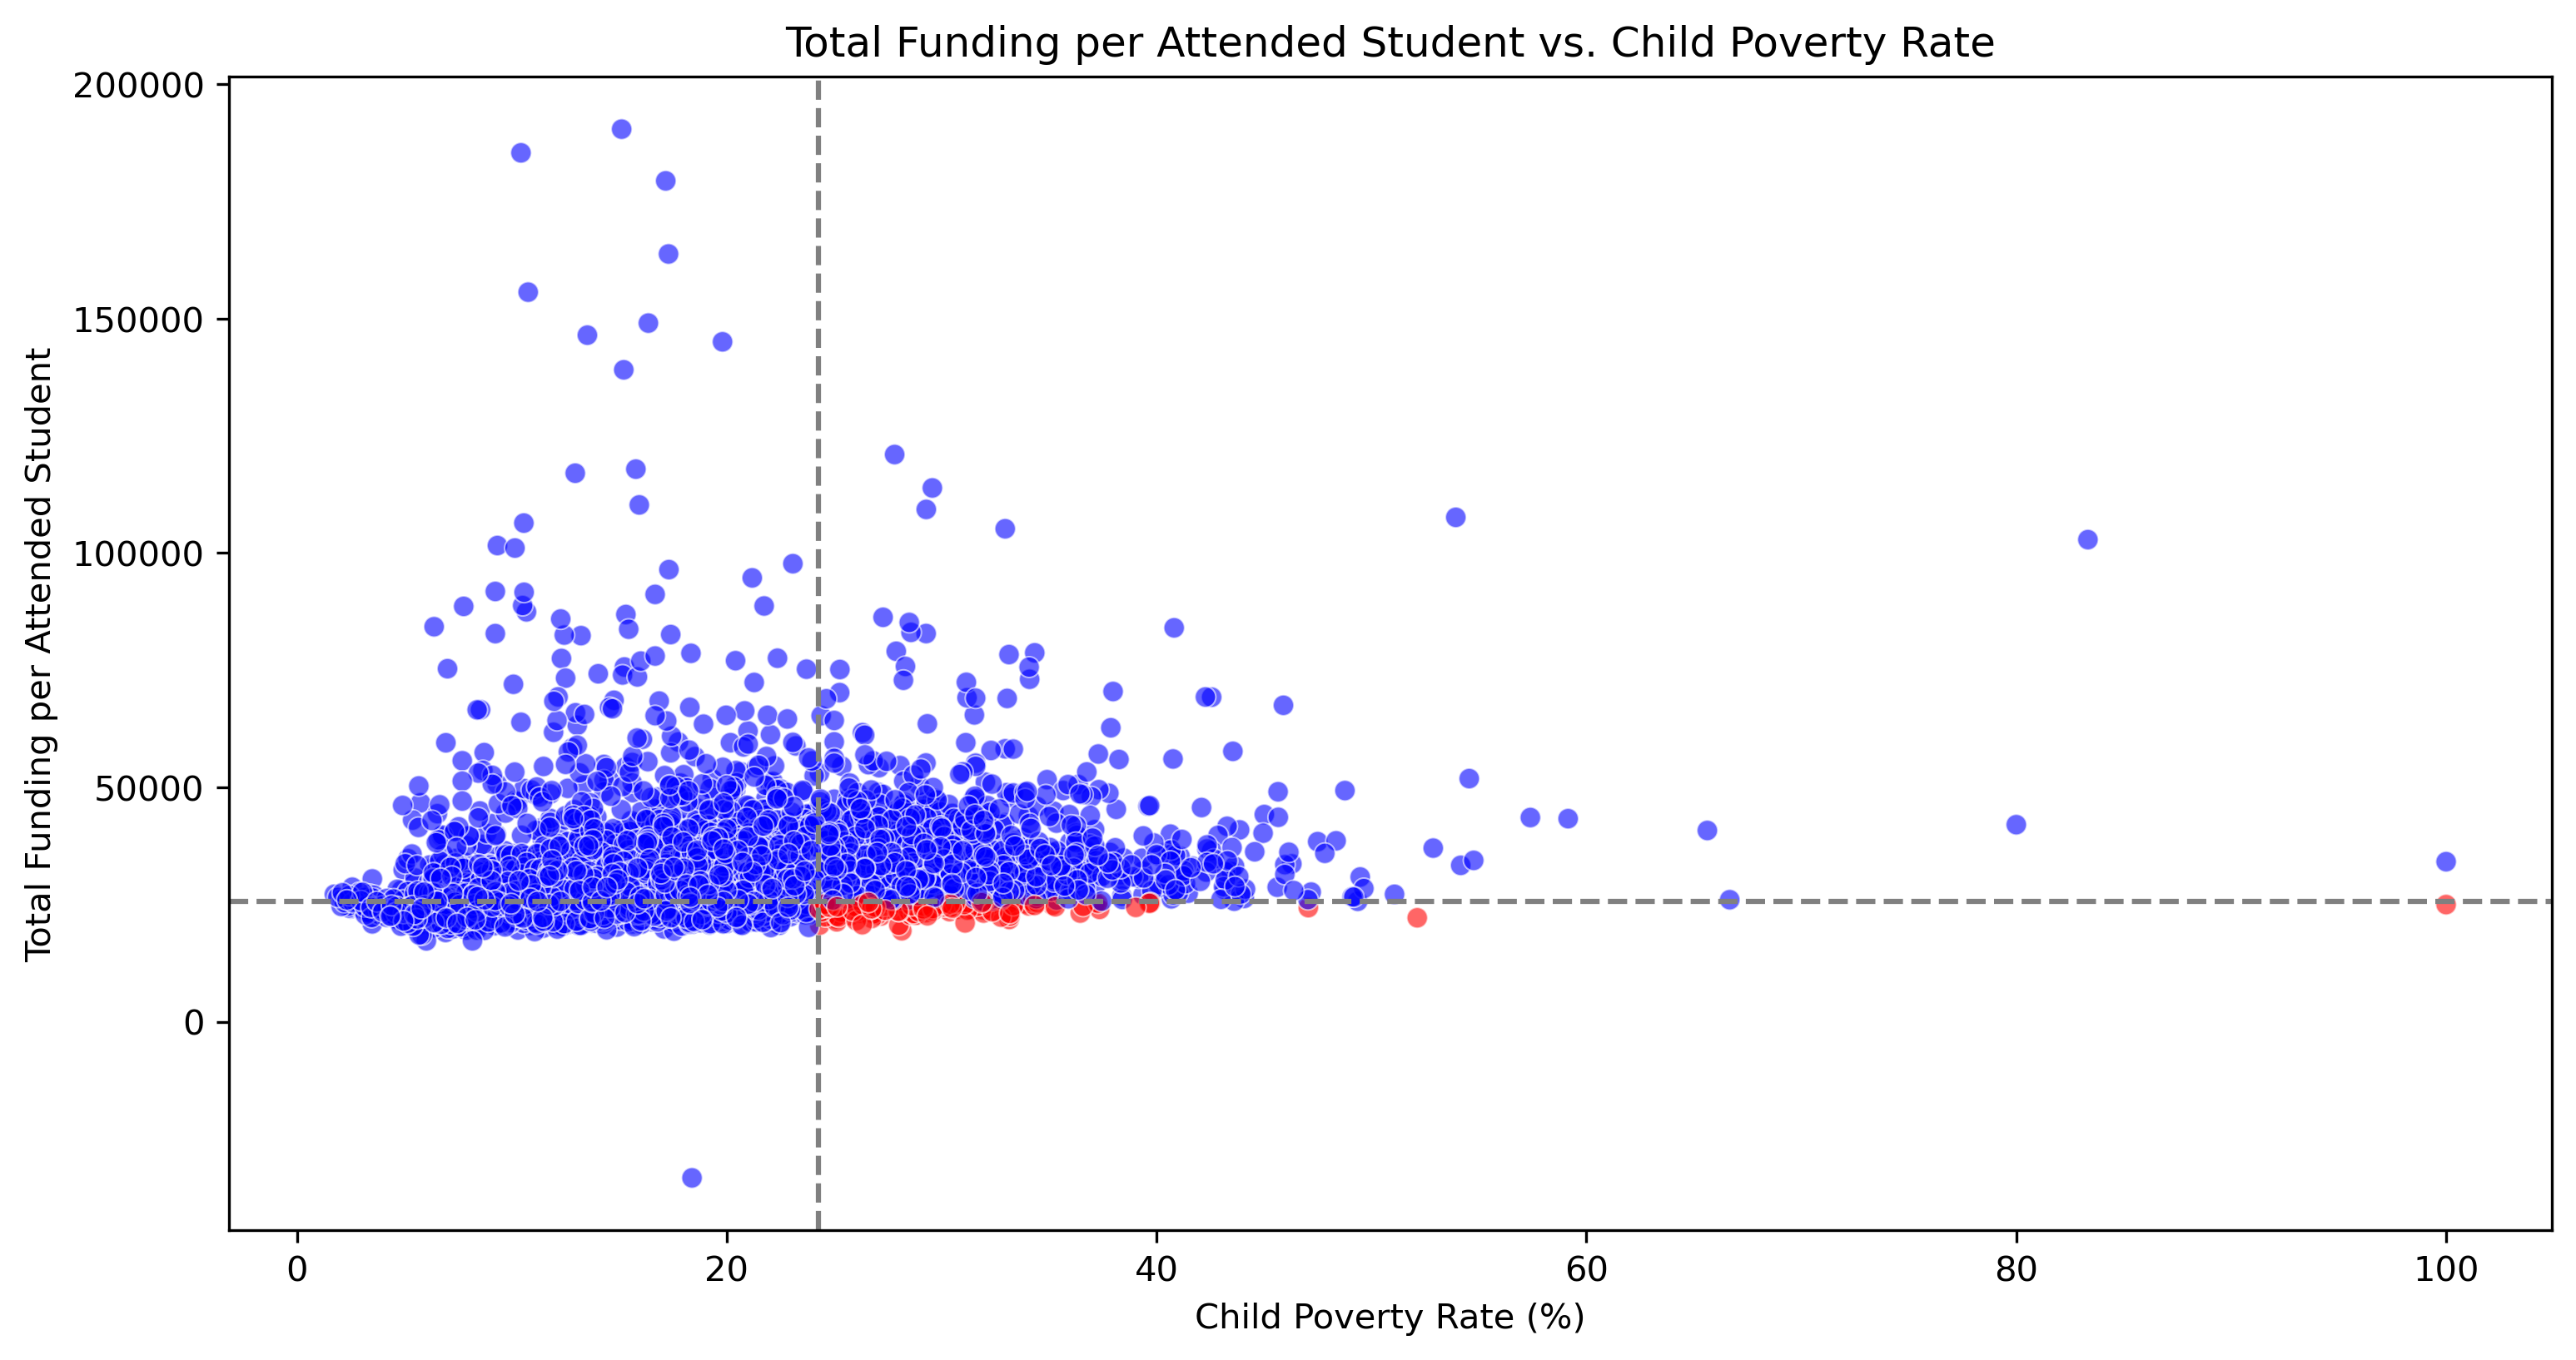 Total Funding per Attended Student vs. Child Poverty Rate
200000
150000
100000
50000
0
Total Funding per Attended Student
0 20 40 60 80 100
Child Poverty Rate (%)